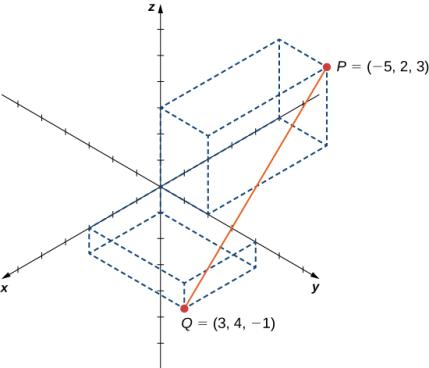 z
P = (−5, 2, 3)
x
y
Q = (3, 4, −1)